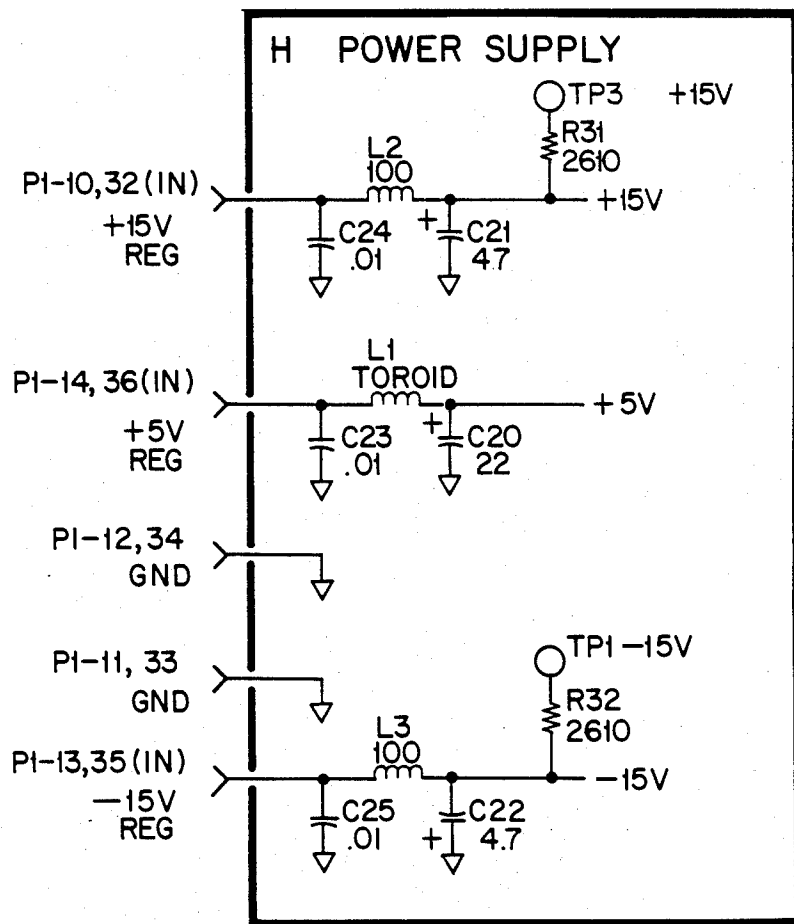 H POWER SUPPLY
TP3 +15V
R31
2610
L2
100
P1-10,32(IN)
+15V
REG
+15V
C24
.01
+
C21
4.7
L1
TOROID
P1-14,36(IN)
+5V
REG
+5V
C23
.01
+
C20
22
P1-12,34
GND
P1-11,33
GND
TP1 -15V
R32
2610
L3
100
P1-13,35(IN)
-15V
REG
-15V
C25
.01
+
C22
4.7